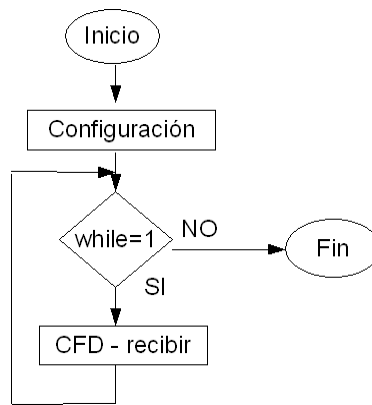 Inicio
Configuración
while=1
NO
Fin
SI
CFD - recibir